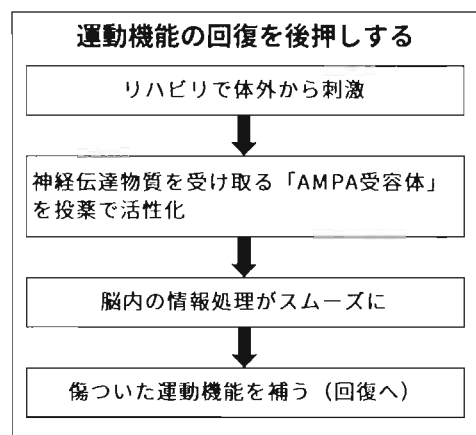 運動機能の回復を後押しする
リハビリで体外から刺激
神経伝達物質を受け取る「AMPA受容体」
を投薬で活性化
脳内の情報処理がスムーズに
傷ついた運動機能を補う（回復へ）